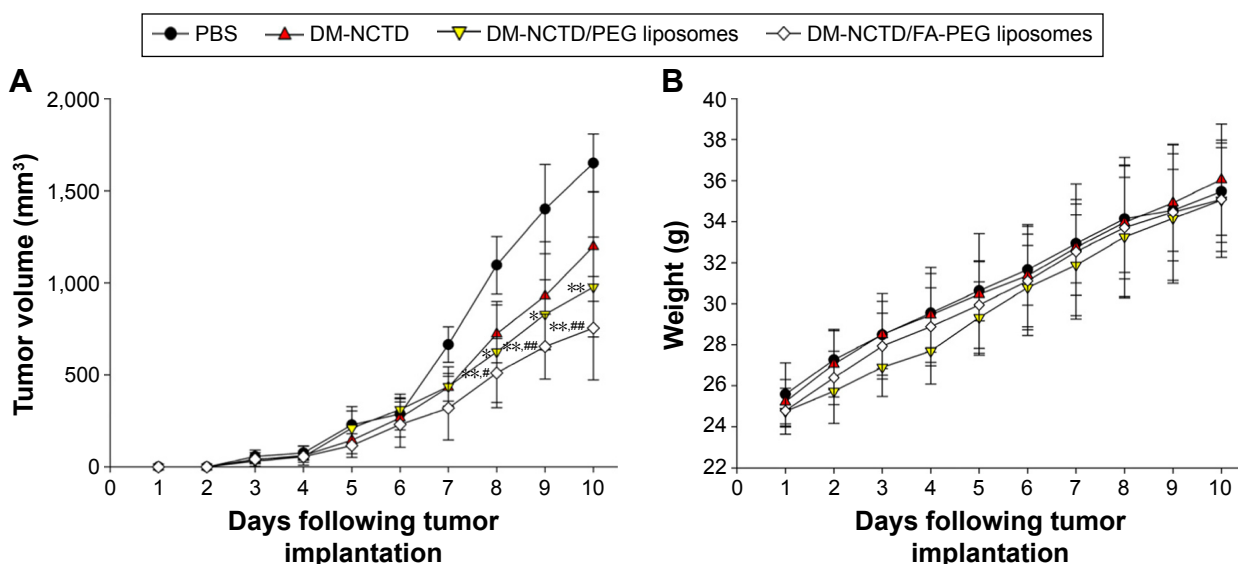 PBS DM-NCTD DM-NCTD/PEG liposomes DM-NCTD/FA-PEG liposomes
A
2,000
1,500
1,000
500
0
Tumor volume (mm³)
**
*
**,##
*
**,##
**,#
0 1 2 3 4 5 6 7 8 9 10
Days following tumor
implantation
B
40
38
36
34
32
30
28
26
24
22
Weight (g)
0 1 2 3 4 5 6 7 8 9 10
Days following tumor
implantation